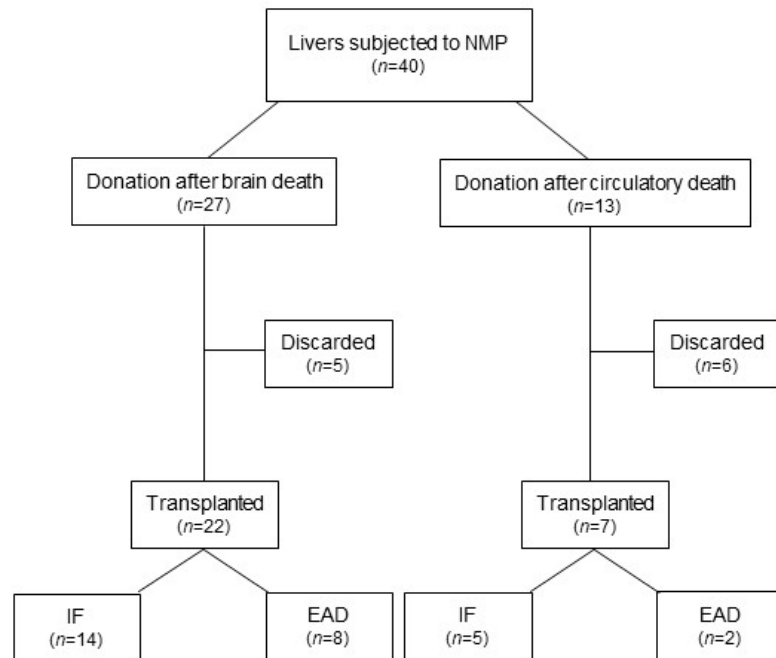 Livers subjected to NMP
(n=40)
Donation after brain death
(n=27)
Donation after circulatory death
(n=13)
Discarded
(n=5)
Discarded
(n=6)
Transplanted
(n=22)
Transplanted
(n=7)
IF
(n=14)
EAD
(n=8)
IF
(n=5)
EAD
(n=2)